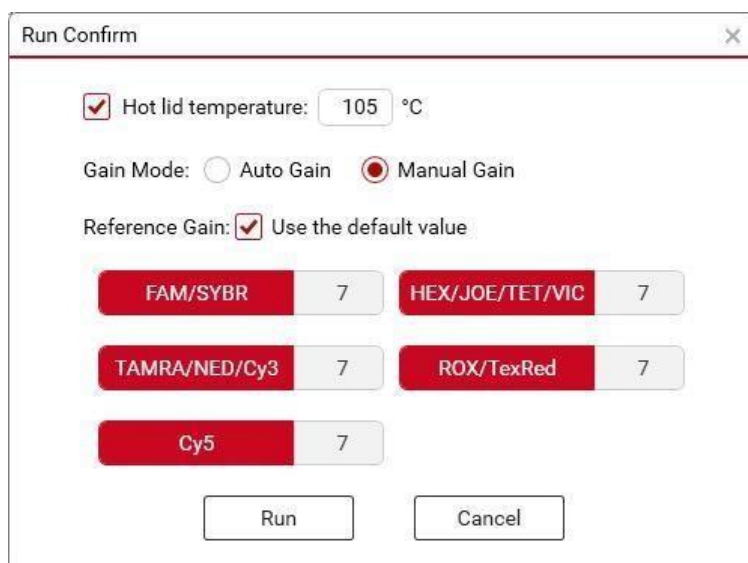 Run Confirm
Hot lid temperature: 105 °C
Gain Mode: Auto Gain Manual Gain
Reference Gain: Use the default value
FAM/SYBR 7 HEX/JOE/TET/VIC 7
TAMRA/NED/Cy3 7 ROX/TexRed 7
Cy5 7
Run Cancel